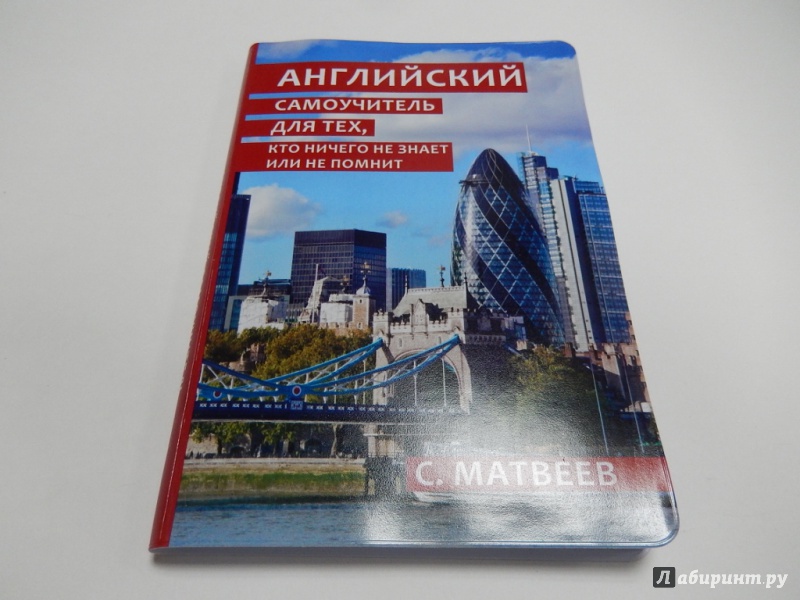 АНГЛИЙСКИЙ
САМОУЧИТЕЛЬ
ДЛЯ ТЕХ,
КТО НИЧЕГО НЕ ЗНАЕТ
ИЛИ НЕ ПОМНИТ
С. МАТВЕЕВ
Лабиринт.ру